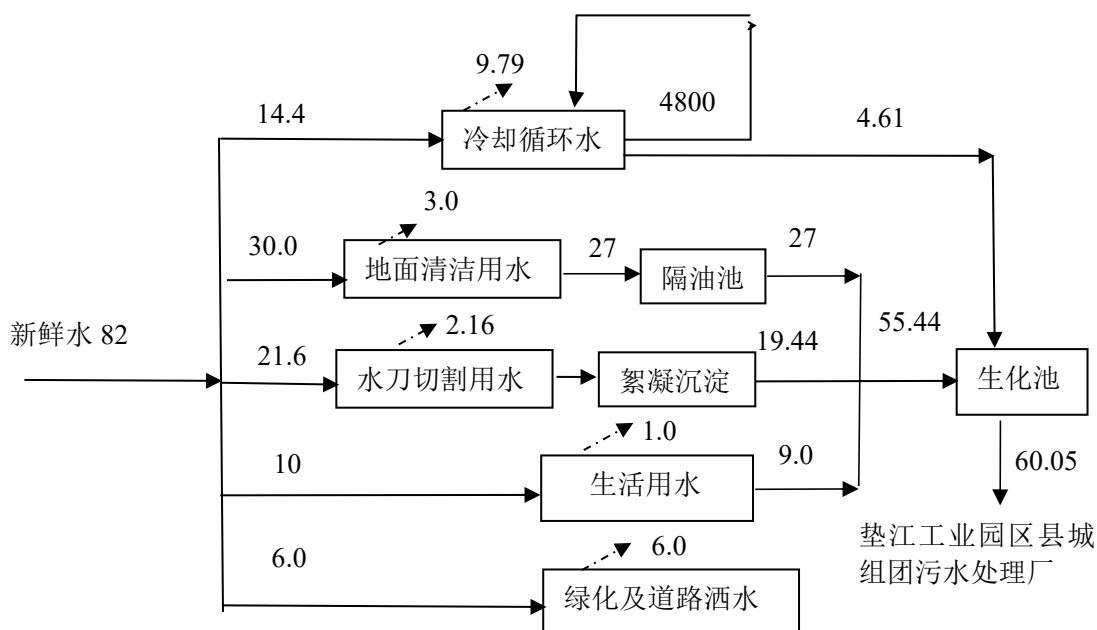 9.79
14.4
冷却循环水
4800
4.61
3.0
30.0
地面清洁用水
27
隔油池
27
新鲜水 82
2.16
21.6
水刀切割用水
絮凝沉淀
19.44
55.44
生化池
1.0
10
生活用水
9.0
60.05
6.0
6.0
绿化及道路洒水
垫江工业园区县城
组团污水处理厂